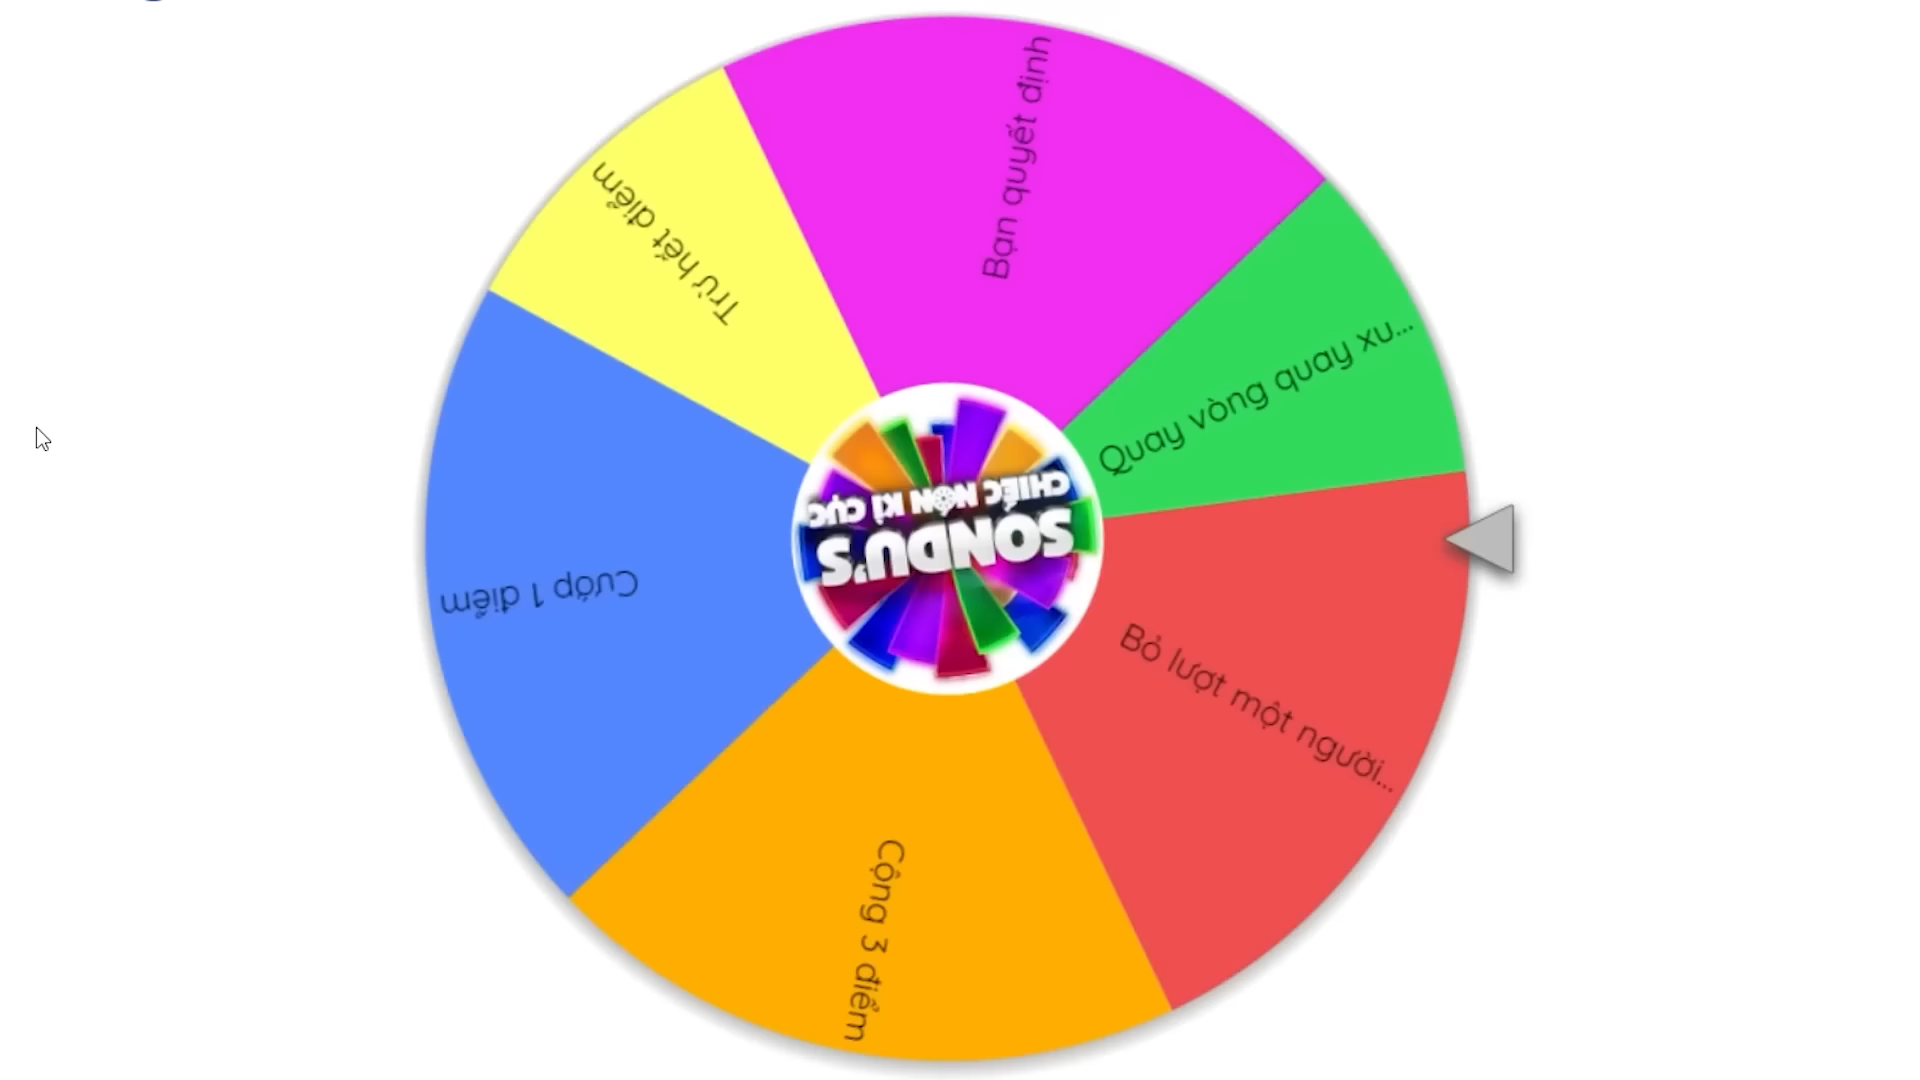 Bạn quyết định
Quay vòng quay xu...
Bỏ lượt một người...
Cộng 3 điểm
Cướp 1 điểm
Trừ hết điểm
SONDU'S
CHIẾC NÓN KÌ CỤC